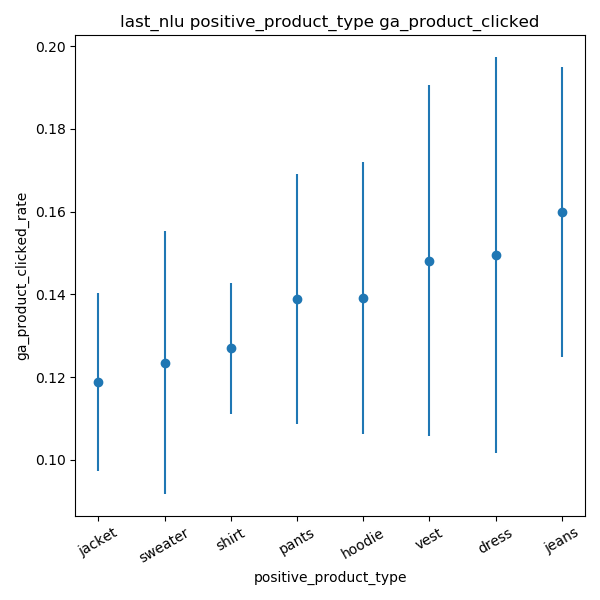 last_nlu positive_product_type ga_product_clicked
0.20
0.18
0.16
0.14
0.12
0.10
ga_product_clicked_rate
jacket
sweater
shirt
pants
hoodie
vest
dress
jeans
positive_product_type